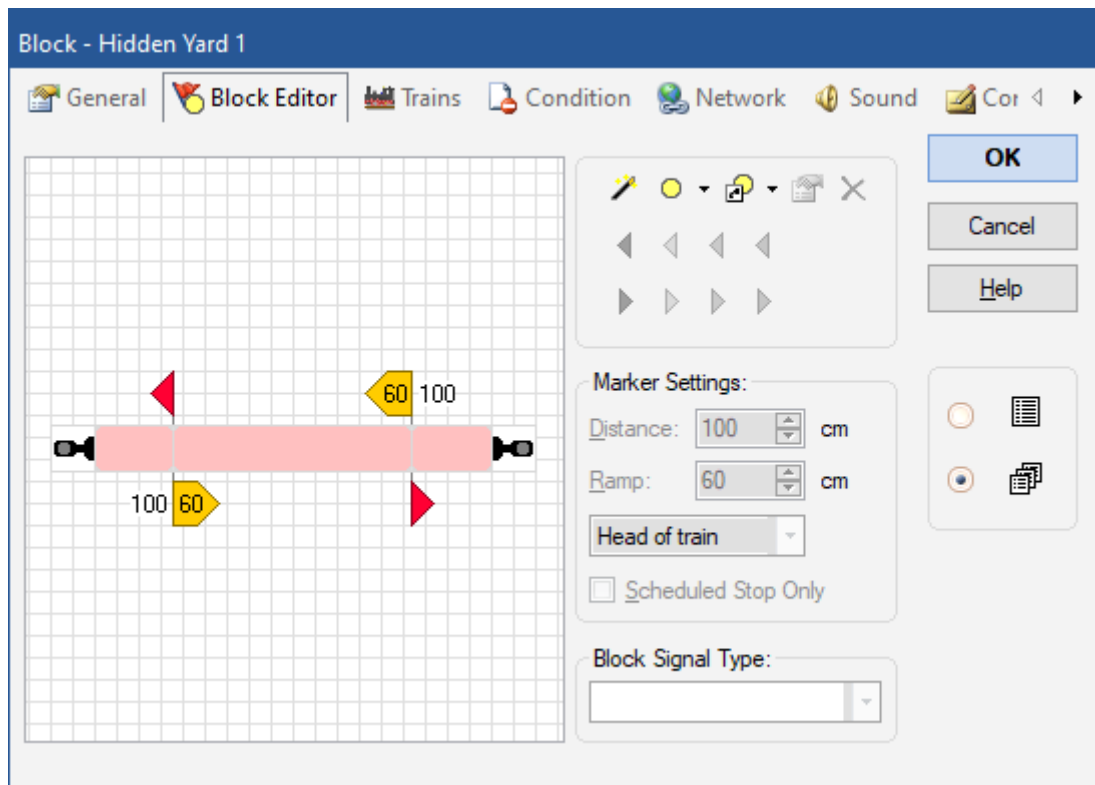 Block - Hidden Yard 1
General Block Editor Trains Condition Network Sound Cor
OK
Cancel
Help
60 100
100 60
Marker Settings:
Distance: 100 cm
Ramp: 60 cm
Head of train
Scheduled Stop Only
Block Signal Type: